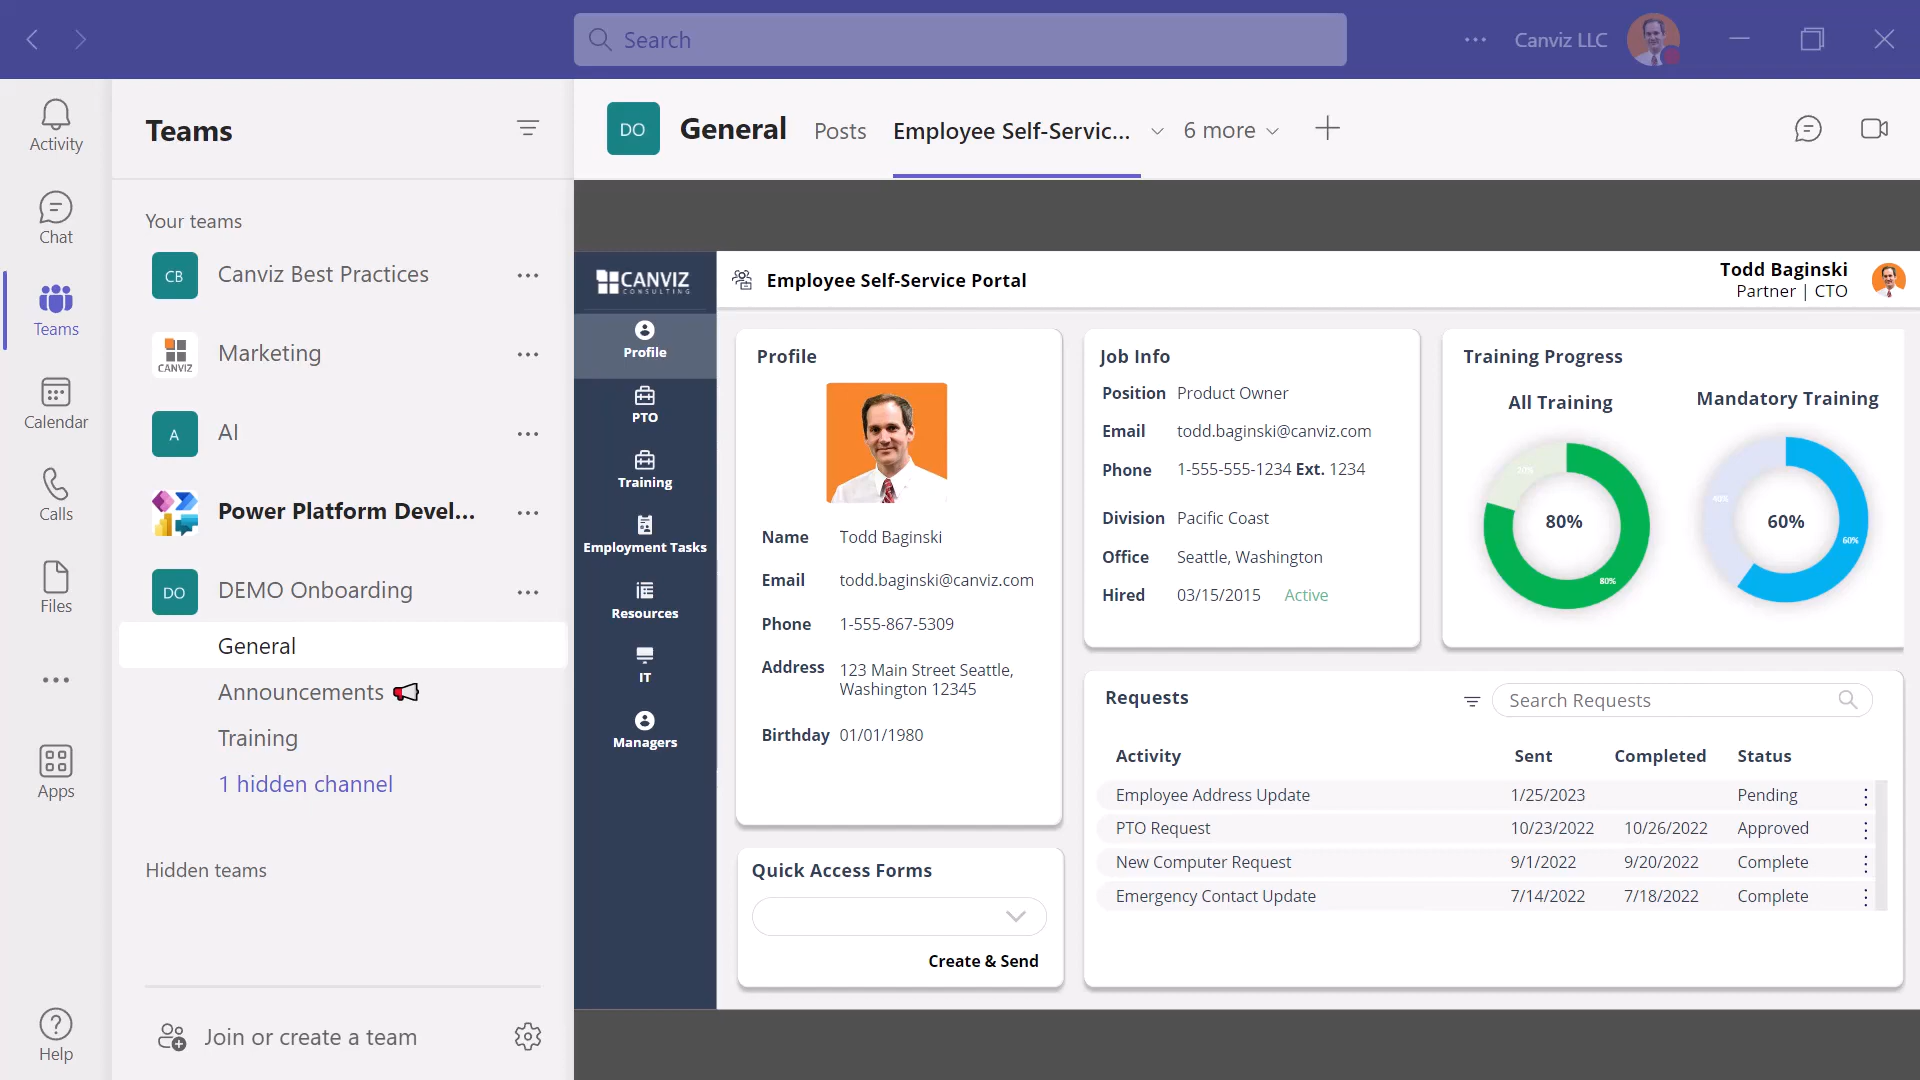 Search
Canviz LLC
Activity
Chat
Teams
Calendar
Calls
Files
Apps
Help
Teams
Your teams
CB Canviz Best Practices
CANVIZ Marketing
A AI
Power Platform Devel...
DO DEMO Onboarding
General
Announcements
Training
1 hidden channel
Hidden teams
Join or create a team
DO General Posts Employee Self-Servic... 6 more
CANVIZ
CONSULTING
Profile
PTO
Training
Employment Tasks
Resources
IT
Managers
Employee Self-Service Portal
Todd Baginski
Partner | CTO
Profile
Name Todd Baginski
Email todd.baginski@canviz.com
Phone 1-555-867-5309
Address 123 Main Street Seattle,
Washington 12345
Birthday 01/01/1980
Quick Access Forms
Create & Send
Job Info
Position Product Owner
Email todd.baginski@canviz.com
Phone 1-555-555-1234 Ext. 1234
Division Pacific Coast
Office Seattle, Washington
Hired 03/15/2015 Active
Training Progress
All Training
20%
80%
80%
Mandatory Training
40%
60%
60%
Requests
Search Requests
Activity Sent Completed Status
Employee Address Update 1/25/2023 Pending
PTO Request 10/23/2022 10/26/2022 Approved
New Computer Request 9/1/2022 9/20/2022 Complete
Emergency Contact Update 7/14/2022 7/18/2022 Complete